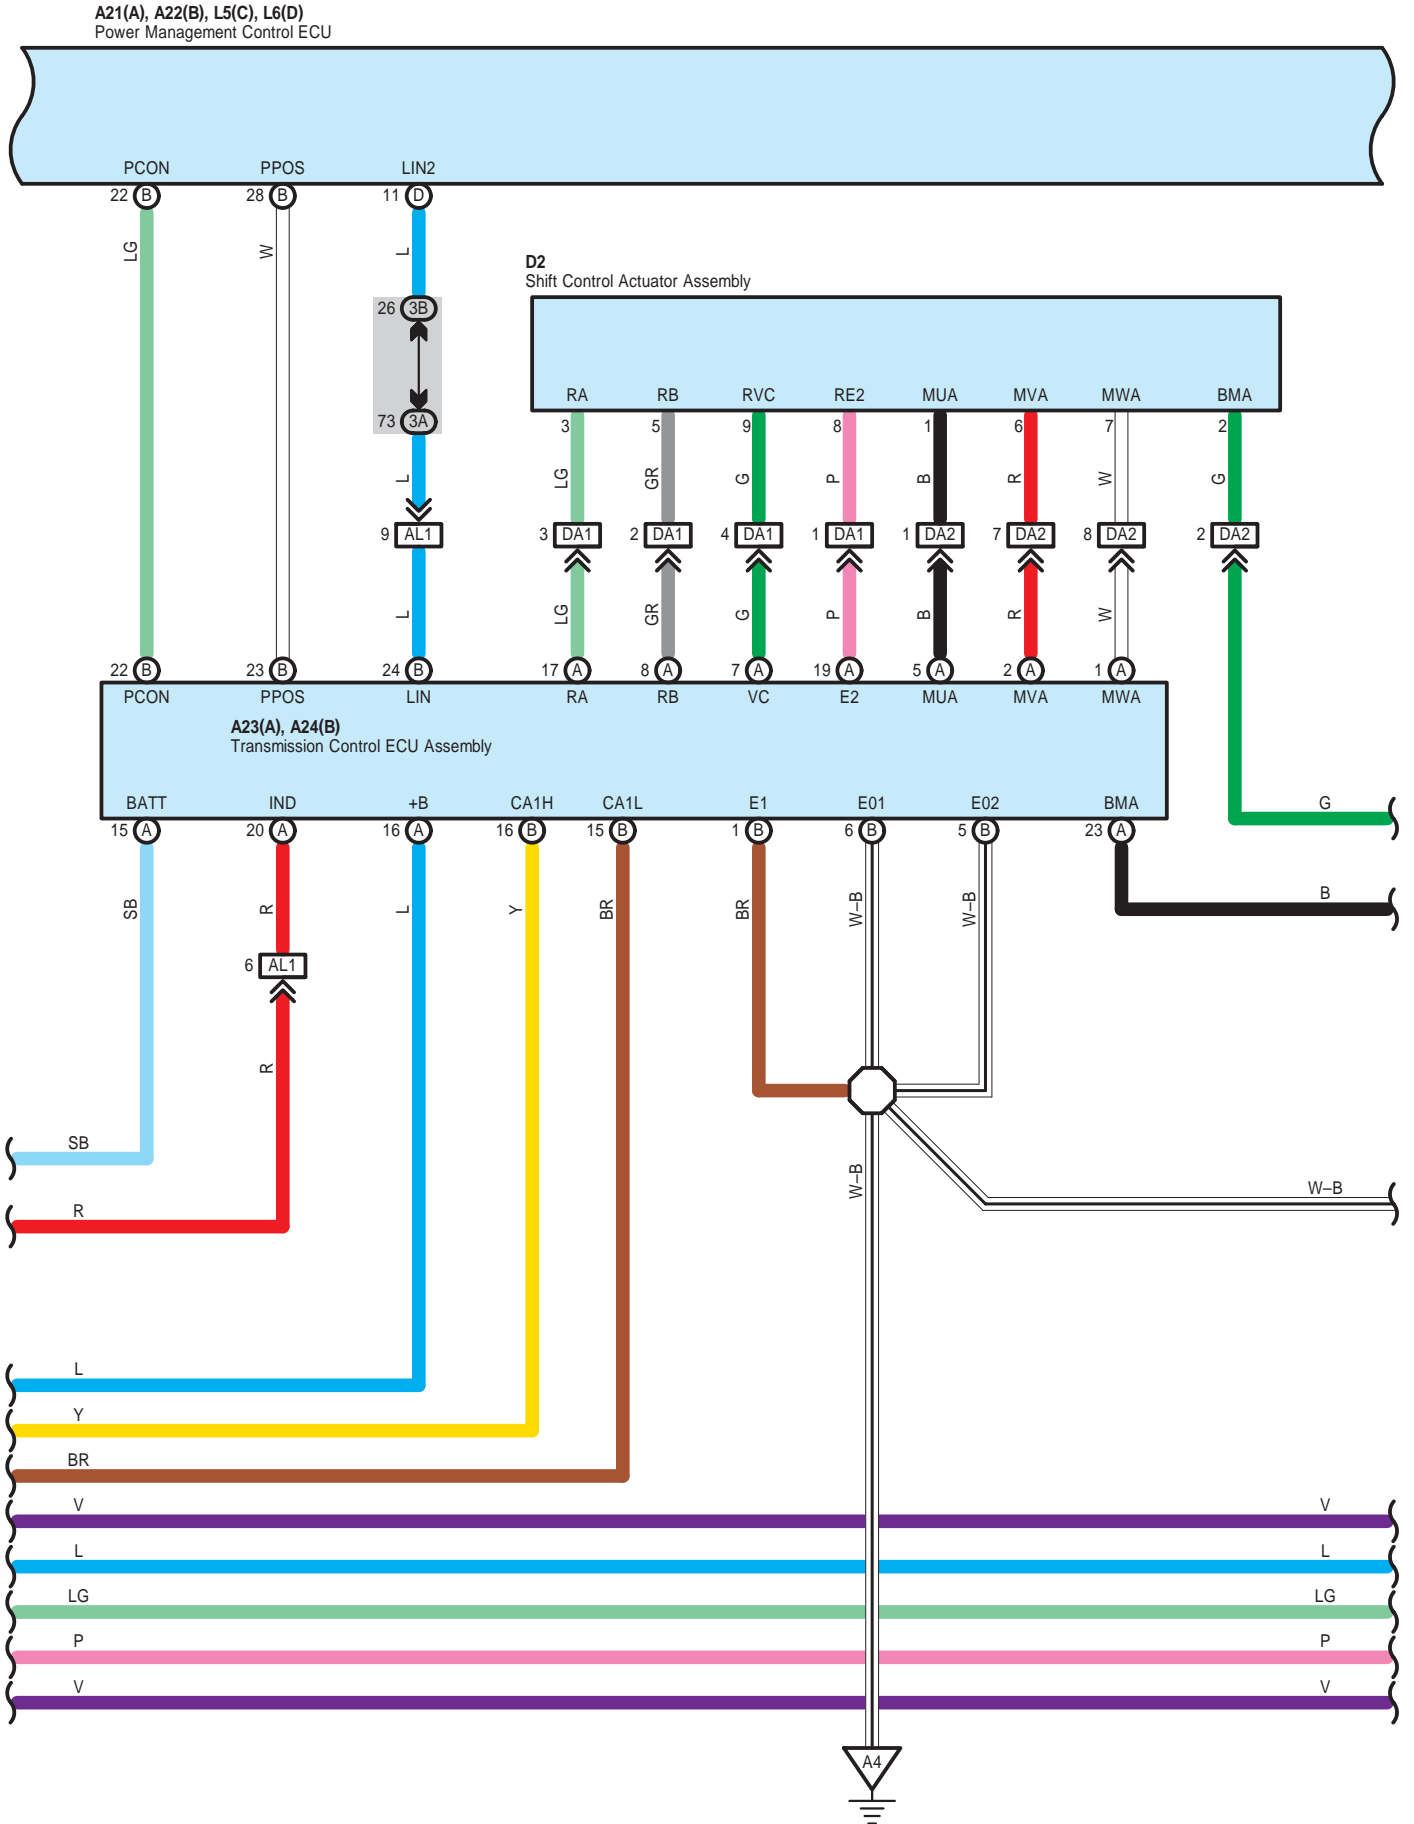 A21(A), A22(B), L5(C), L6(D)
Power Management Control ECU
PCON PPOS LIN2
22 B 28 B 11 D
LG W L
D2
Shift Control Actuator Assembly
26 3B
73 3A
RA RB RVC RE2 MUA MVA MWA BMA
3 5 9 8 1 6 7 2
L LG GR G P B R W G
9 AL1 3 DA1 2 DA1 4 DA1 1 DA1 1 DA2 7 DA2 8 DA2 2 DA2
L LG GR G P B R W
22 B 23 B 24 B 17 A 8 A 7 A 19 A 5 A 2 A 1 A
PCON PPOS LIN RA RB VC E2 MUA MVA MWA
A23(A), A24(B)
Transmission Control ECU Assembly
BATT IND +B CA1H CA1L E1 E01 E02 BMA
15 A 20 A 16 A 16 B 15 B 1 B 6 B 5 B 23 A
G
B
SB R L Y BR BR W–B W–B
6 AL1
R
SB
W–B
W–B
R
L
Y
BR
V V
L L
LG LG
P P
V V
A4